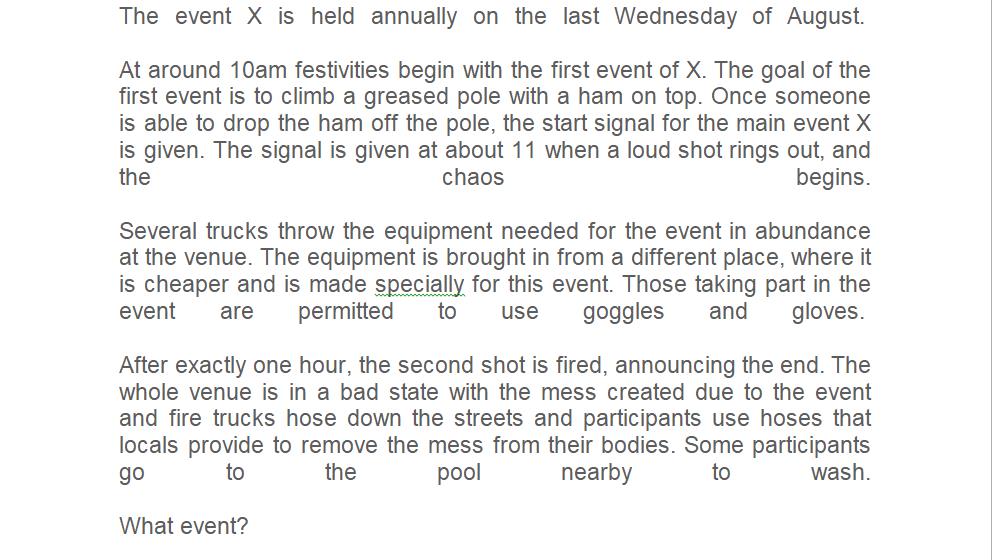 The event X is held annually on the last Wednesday of August.
At around 10am festivities begin with the first event of X. The goal of the
first event is to climb a greased pole with a ham on top. Once someone
is able to drop the ham off the pole, the start signal for the main event X
is given. The signal is given at about 11 when a loud shot rings out, and
the chaos begins.
Several trucks throw the equipment needed for the event in abundance
at the venue. The equipment is brought in from a different place, where it
is cheaper and is made specially for this event. Those taking part in the
event are permitted to use goggles and gloves.
After exactly one hour, the second shot is fired, announcing the end. The
whole venue is in a bad state with the mess created due to the event
and fire trucks hose down the streets and participants use hoses that
locals provide to remove the mess from their bodies. Some participants
go to the pool nearby to wash.
What event?